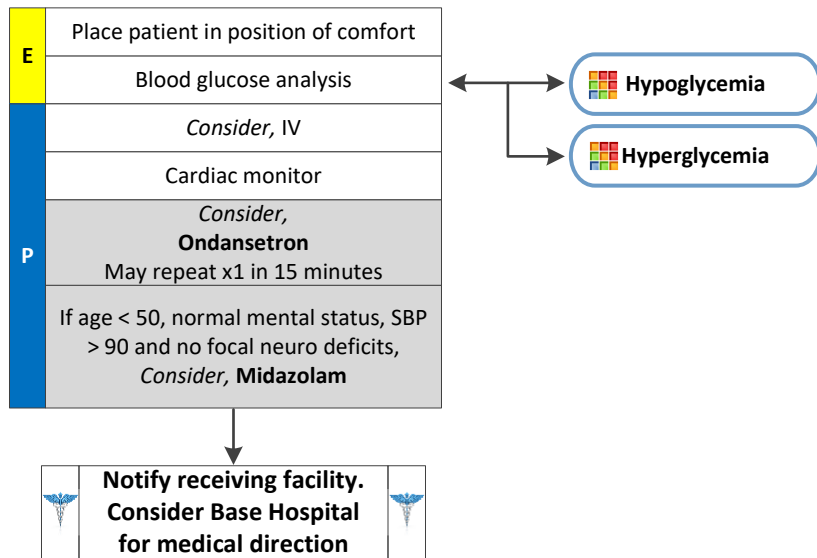 E
Place patient in position of comfort
Blood glucose analysis
Hypoglycemia
Hyperglycemia
P
Consider, IV
Cardiac monitor
Consider,
Ondansetron
May repeat x1 in 15 minutes
If age < 50, normal mental status, SBP
> 90 and no focal neuro deficits,
Consider, Midazolam
Notify receiving facility.
Consider Base Hospital
for medical direction